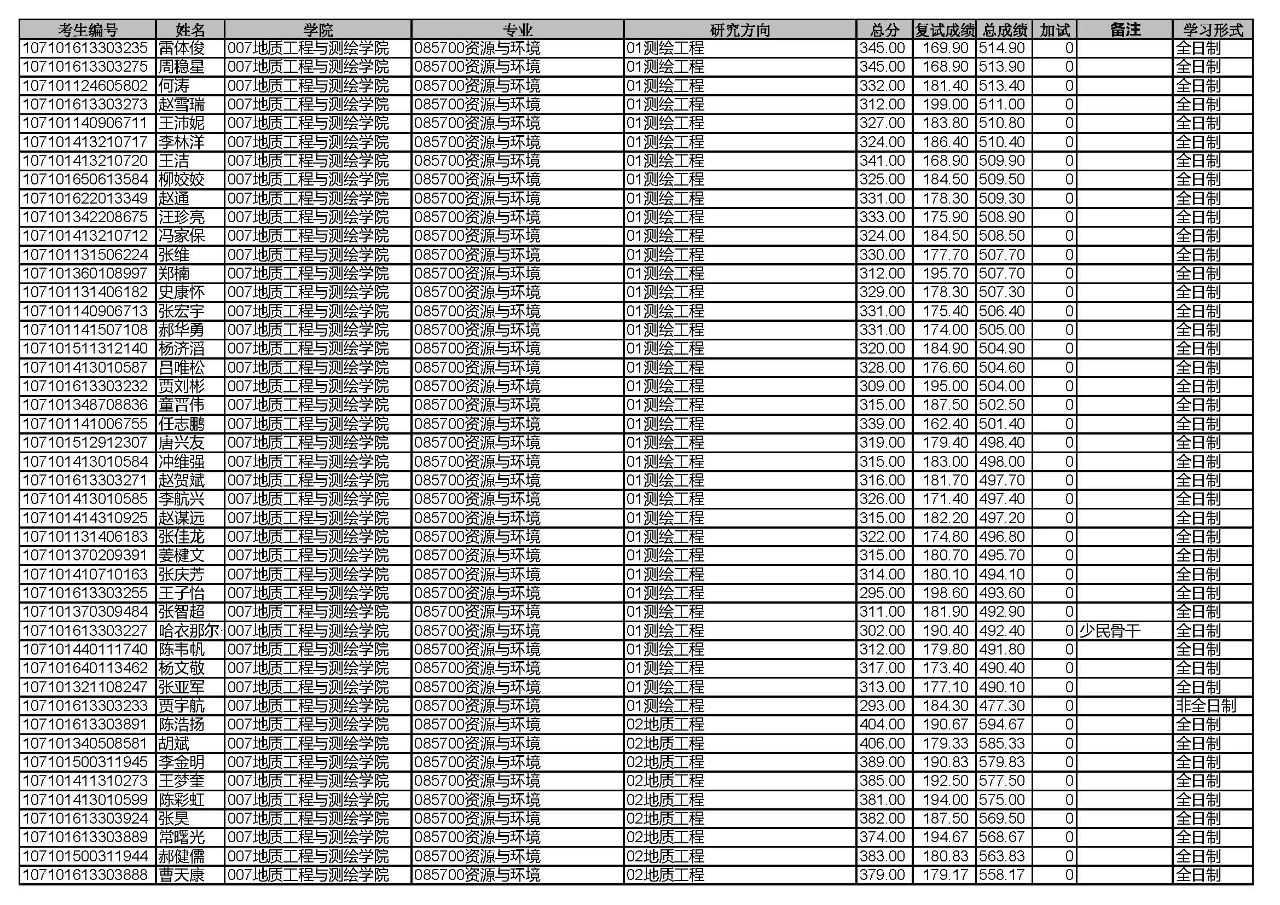 考生编号 姓名 学院 专业 研究方向 总分 复试成绩 总成绩 加试 备注 学习形式
107101613303235 雷体俊 007地质工程与测绘学院 085700资源与环境 01测绘工程 345.00 169.90 514.90 0 全日制
107101613303275 周稳星 007地质工程与测绘学院 085700资源与环境 01测绘工程 345.00 168.90 513.90 0 全日制
107101124605802 何涛 007地质工程与测绘学院 085700资源与环境 01测绘工程 332.00 181.40 513.40 0 全日制
107101613303273 赵雪瑞 007地质工程与测绘学院 085700资源与环境 01测绘工程 312.00 199.00 511.00 0 全日制
107101140906711 王沛妮 007地质工程与测绘学院 085700资源与环境 01测绘工程 327.00 183.80 510.80 0 全日制
107101413210717 李林洋 007地质工程与测绘学院 085700资源与环境 01测绘工程 324.00 186.40 510.40 0 全日制
107101413210720 王洁 007地质工程与测绘学院 085700资源与环境 01测绘工程 341.00 168.90 509.90 0 全日制
107101650613584 柳姣姣 007地质工程与测绘学院 085700资源与环境 01测绘工程 325.00 184.50 509.50 0 全日制
107101622013349 赵通 007地质工程与测绘学院 085700资源与环境 01测绘工程 331.00 178.30 509.30 0 全日制
107101342208675 汪珍亮 007地质工程与测绘学院 085700资源与环境 01测绘工程 333.00 175.90 508.90 0 全日制
107101413210712 冯家保 007地质工程与测绘学院 085700资源与环境 01测绘工程 324.00 184.50 508.50 0 全日制
107101131506224 张维 007地质工程与测绘学院 085700资源与环境 01测绘工程 330.00 177.70 507.70 0 全日制
107101360108997 郑楠 007地质工程与测绘学院 085700资源与环境 01测绘工程 312.00 195.70 507.70 0 全日制
107101131406182 史康怀 007地质工程与测绘学院 085700资源与环境 01测绘工程 329.00 178.30 507.30 0 全日制
107101140906713 张宏宇 007地质工程与测绘学院 085700资源与环境 01测绘工程 331.00 175.40 506.40 0 全日制
107101141507108 郝华勇 007地质工程与测绘学院 085700资源与环境 01测绘工程 331.00 174.00 505.00 0 全日制
107101511312140 杨济滔 007地质工程与测绘学院 085700资源与环境 01测绘工程 320.00 184.90 504.90 0 全日制
107101413010587 吕唯松 007地质工程与测绘学院 085700资源与环境 01测绘工程 328.00 176.60 504.60 0 全日制
107101613303232 贾刘彬 007地质工程与测绘学院 085700资源与环境 01测绘工程 309.00 195.00 504.00 0 全日制
107101348708836 童晋伟 007地质工程与测绘学院 085700资源与环境 01测绘工程 315.00 187.50 502.50 0 全日制
107101141006755 任志鹏 007地质工程与测绘学院 085700资源与环境 01测绘工程 339.00 162.40 501.40 0 全日制
107101512912307 唐兴友 007地质工程与测绘学院 085700资源与环境 01测绘工程 319.00 179.40 498.40 0 全日制
107101413010584 冲维强 007地质工程与测绘学院 085700资源与环境 01测绘工程 315.00 183.00 498.00 0 全日制
107101613303271 赵贺斌 007地质工程与测绘学院 085700资源与环境 01测绘工程 316.00 181.70 497.70 0 全日制
107101413010585 李航兴 007地质工程与测绘学院 085700资源与环境 01测绘工程 326.00 171.40 497.40 0 全日制
107101414310925 赵谋远 007地质工程与测绘学院 085700资源与环境 01测绘工程 315.00 182.20 497.20 0 全日制
107101131406183 张佳龙 007地质工程与测绘学院 085700资源与环境 01测绘工程 322.00 174.80 496.80 0 全日制
107101370209391 姜楗文 007地质工程与测绘学院 085700资源与环境 01测绘工程 315.00 180.70 495.70 0 全日制
107101410710163 张庆芳 007地质工程与测绘学院 085700资源与环境 01测绘工程 314.00 180.10 494.10 0 全日制
107101613303255 王子怡 007地质工程与测绘学院 085700资源与环境 01测绘工程 295.00 198.60 493.60 0 全日制
107101370309484 张智超 007地质工程与测绘学院 085700资源与环境 01测绘工程 311.00 181.90 492.90 0 全日制
107101613303227 哈衣那尔 007地质工程与测绘学院 085700资源与环境 01测绘工程 302.00 190.40 492.40 0 少民骨干 全日制
107101440111740 陈韦帆 007地质工程与测绘学院 085700资源与环境 01测绘工程 312.00 179.80 491.80 0 全日制
107101640113462 杨文敬 007地质工程与测绘学院 085700资源与环境 01测绘工程 317.00 173.40 490.40 0 全日制
107101321108247 张亚军 007地质工程与测绘学院 085700资源与环境 01测绘工程 313.00 177.10 490.10 0 全日制
107101613303233 贾宇航 007地质工程与测绘学院 085700资源与环境 01测绘工程 293.00 184.30 477.30 0 非全日制
107101613303891 陈浩扬 007地质工程与测绘学院 085700资源与环境 02地质工程 404.00 190.67 594.67 0 全日制
107101340508581 胡斌 007地质工程与测绘学院 085700资源与环境 02地质工程 406.00 179.33 585.33 0 全日制
107101500311945 李金明 007地质工程与测绘学院 085700资源与环境 02地质工程 389.00 190.83 579.83 0 全日制
107101411310273 王梦奎 007地质工程与测绘学院 085700资源与环境 02地质工程 385.00 192.50 577.50 0 全日制
107101413010599 陈彩虹 007地质工程与测绘学院 085700资源与环境 02地质工程 381.00 194.00 575.00 0 全日制
107101613303924 张昊 007地质工程与测绘学院 085700资源与环境 02地质工程 382.00 187.50 569.50 0 全日制
107101613303889 常曙光 007地质工程与测绘学院 085700资源与环境 02地质工程 374.00 194.67 568.67 0 全日制
107101500311944 郝健儒 007地质工程与测绘学院 085700资源与环境 02地质工程 383.00 180.83 563.83 0 全日制
107101613303888 曹天康 007地质工程与测绘学院 085700资源与环境 02地质工程 379.00 179.17 558.17 0 全日制